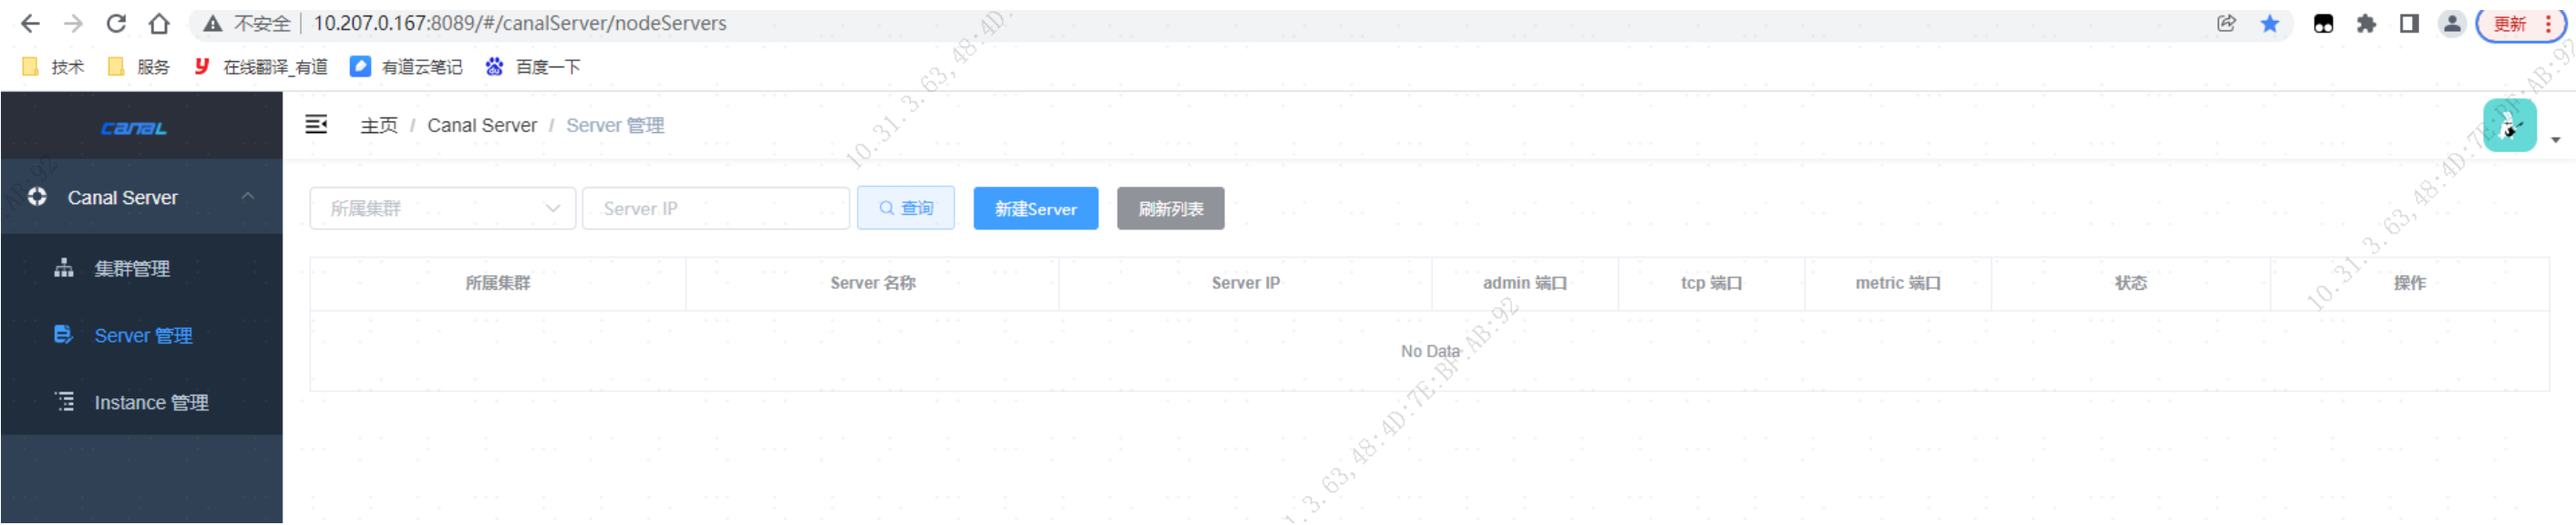 不安全 10.207.0.167:8089/#/canalServer/nodeServers 更新
技术 服务 在线翻译_有道 有道云笔记 百度一下
CANAL 主页 / Canal Server / Server 管理
Canal Server 所属集群 Server IP 查询 新建Server 刷新列表
集群管理 所属集群 Server 名称 Server IP admin 端口 tcp 端口 metric 端口 状态 操作
Server 管理
No Data
Instance 管理
10.31.3.63, 48:4D:
10.31.3.63, 48:4D:7E:BF:AB:92
.3.63, 48:4D:7E:BF:AB:92
AB:92